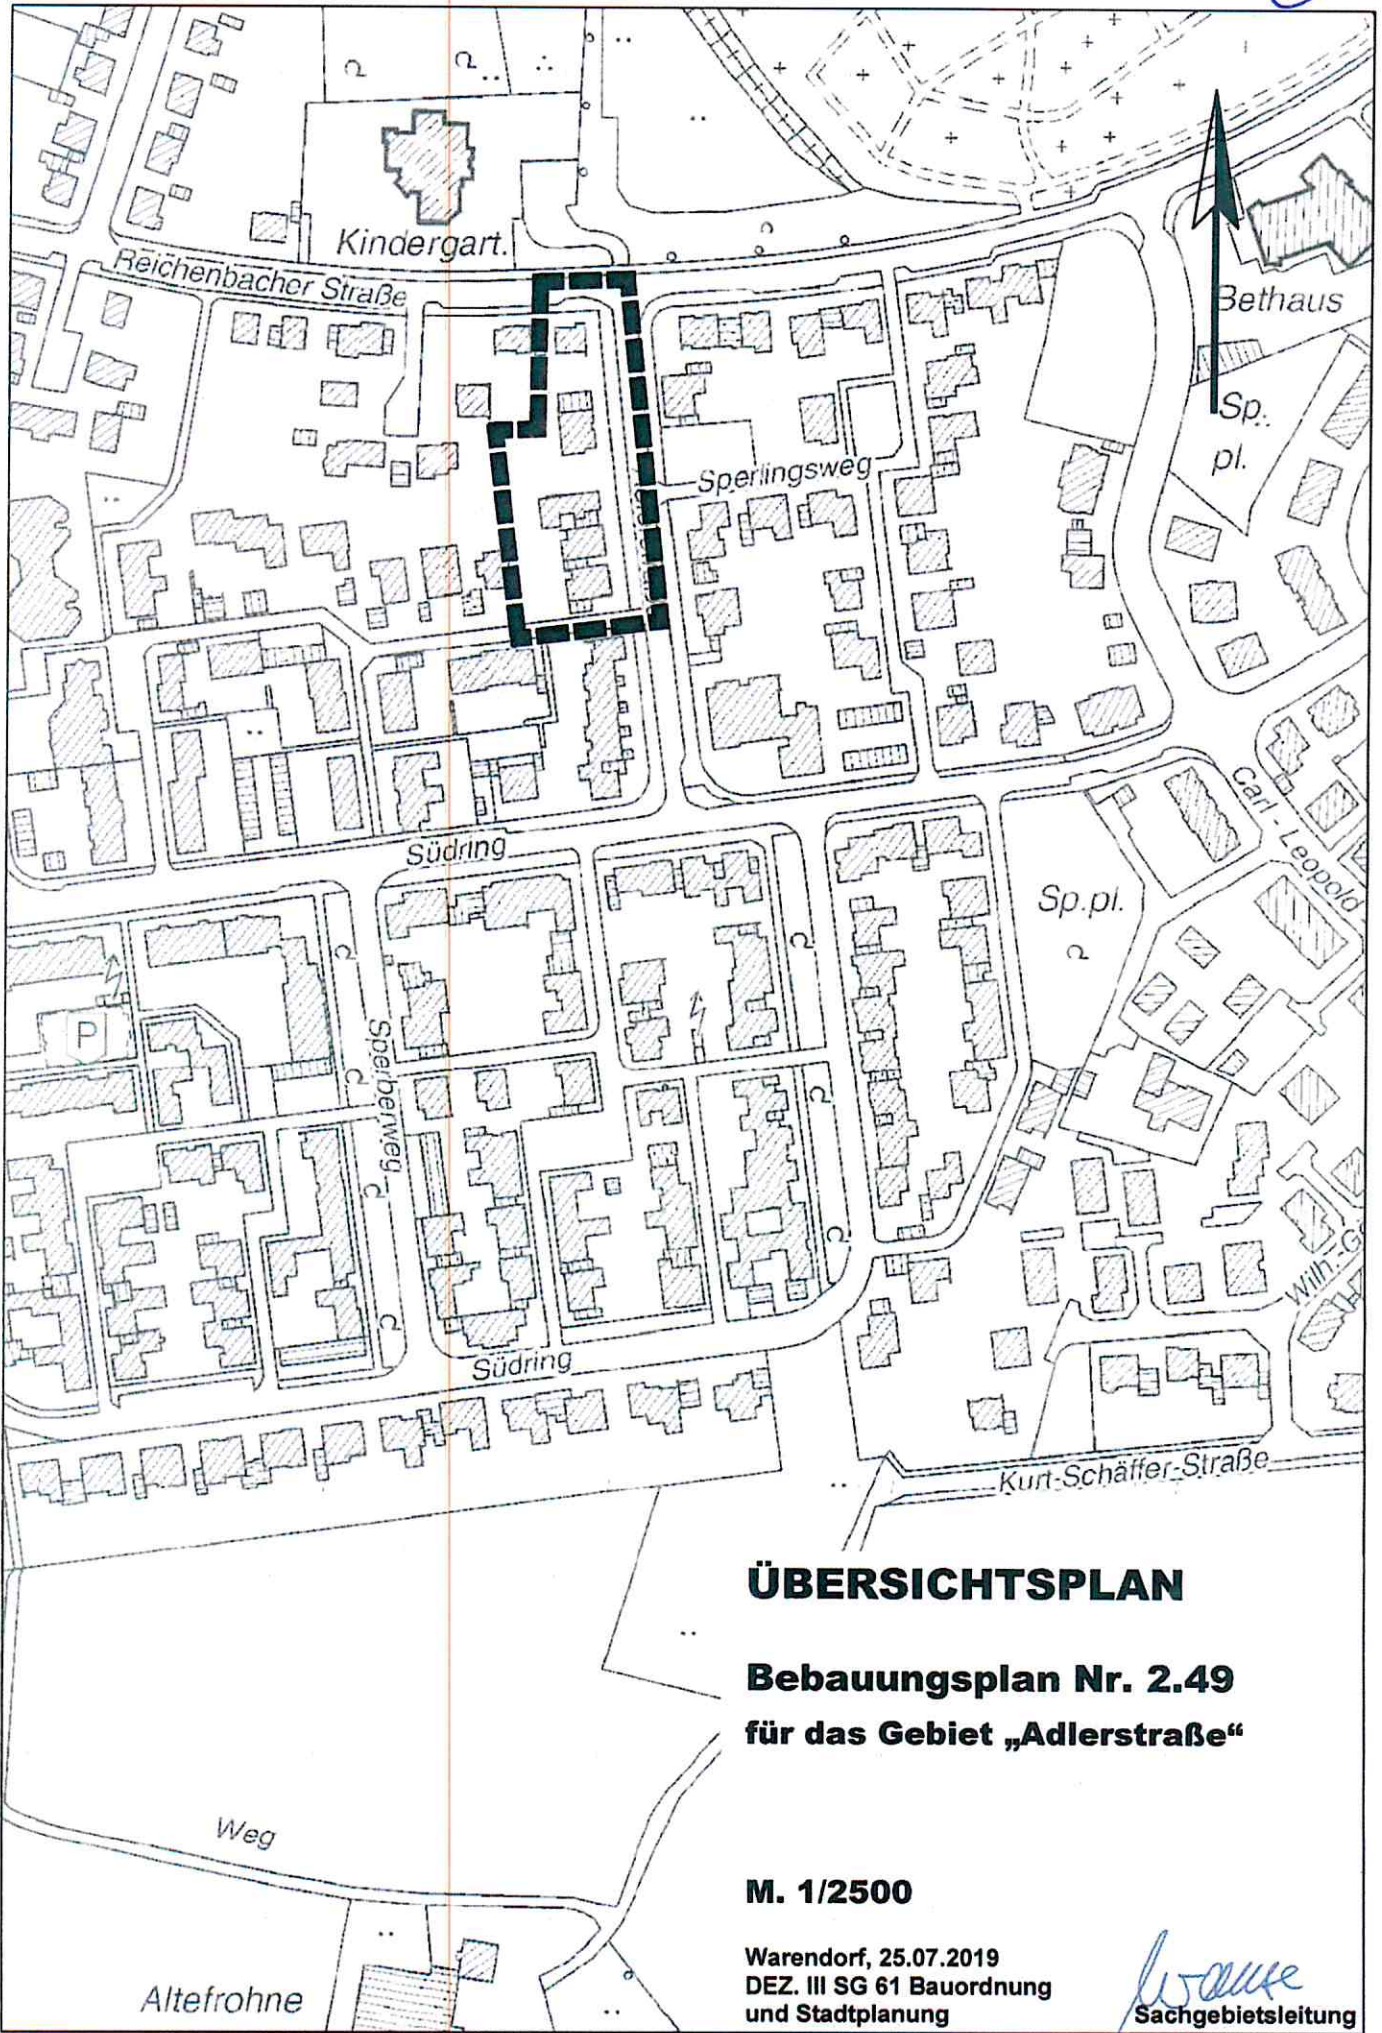 Kindergart.
Reichenbacher Straße
Bethaus
Sp.
pl.
Sperlingsweg
Carl - Leopold
Südring
Sp.pl.
P
Sperberweg
Wilh.-G
Südring
Kurt-Schäffer-Straße
ÜBERSICHTSPLAN
Bebauungsplan Nr. 2.49
für das Gebiet „Adlerstraße“
Weg
M. 1/2500
Warendorf, 25.07.2019
DEZ. III SG 61 Bauordnung
und Stadtplanung
Sachgebietsleitung
Altefrohne